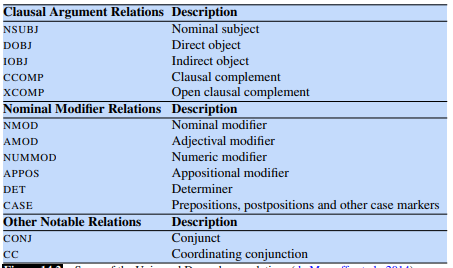 Clausal Argument Relations Description
NSUBJ Nominal subject
DOBJ Direct object
IOBJ Indirect object
CCOMP Clausal complement
XCOMP Open clausal complement
Nominal Modifier Relations Description
NMOD Nominal modifier
AMOD Adjectival modifier
NUMMOD Numeric modifier
APPOS Appositional modifier
DET Determiner
CASE Prepositions, postpositions and other case markers
Other Notable Relations Description
CONJ Conjunct
CC Coordinating conjunction